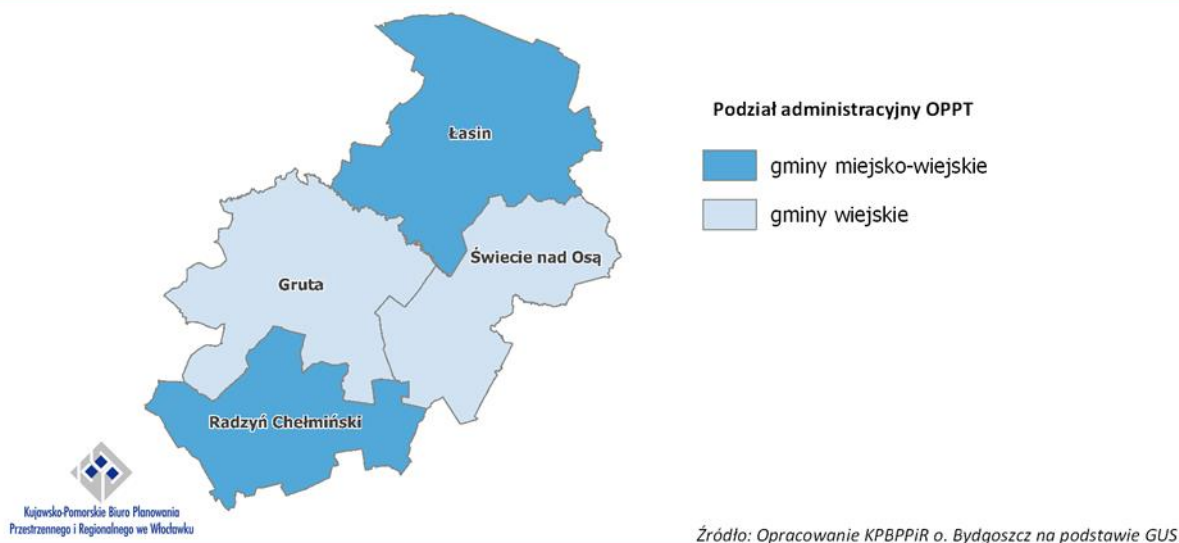 Łasin
Świecie nad Osą
Gruta
Radzyń Chełmiński
Podział administracyjny OPPT
gminy miejsko-wiejskie
gminy wiejskie
Kujawsko-Pomorskie Biuro Planowania
Przestrzennego i Regionalnego we Włocławku
Źródło: Opracowanie KPBPPiR o. Bydgoszcz na podstawie GUS